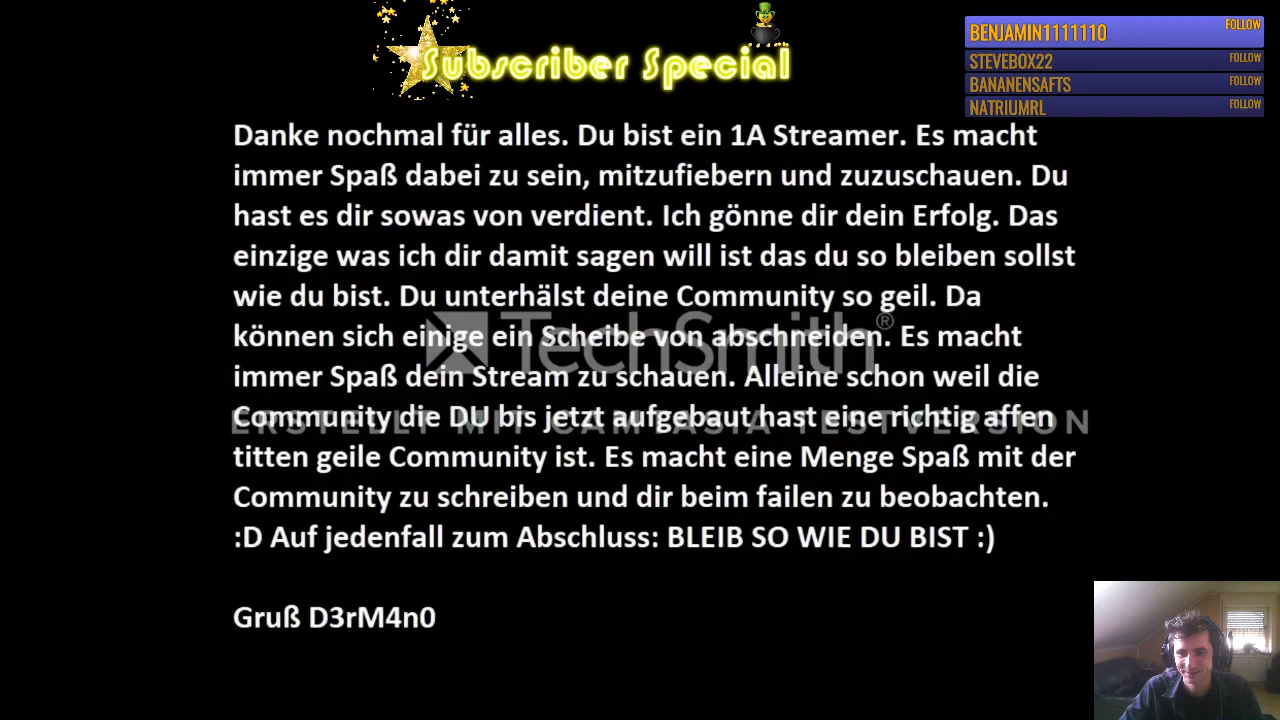 Subscriber Special
BENJAMIN1111110 FOLLOW
STEVEBOX22 FOLLOW
BANANENSAFTS FOLLOW
NATRIUMRL FOLLOW
Danke nochmal für alles. Du bist ein 1A Streamer. Es macht
immer Spaß dabei zu sein, mitzufiebern und zuzuschauen. Du
hast es dir sowas von verdient. Ich gönne dir dein Erfolg. Das
einzige was ich dir damit sagen will ist das du so bleiben sollst
wie du bist. Du unterhälst deine Community so geil. Da
können sich einige ein Scheibe von abschneiden. Es macht
immer Spaß dein Stream zu schauen. Alleine schon weil die
Community die DU bis jetzt aufgebaut hast eine richtig affen
titten geile Community ist. Es macht eine Menge Spaß mit der
Community zu schreiben und dir beim failen zu beobachten.
:D Auf jedenfall zum Abschluss: BLEIB SO WIE DU BIST :)
Gruß D3rM4n0
TechSmith®
ERSTELLT MIT CAMTASIA TESTVERSION